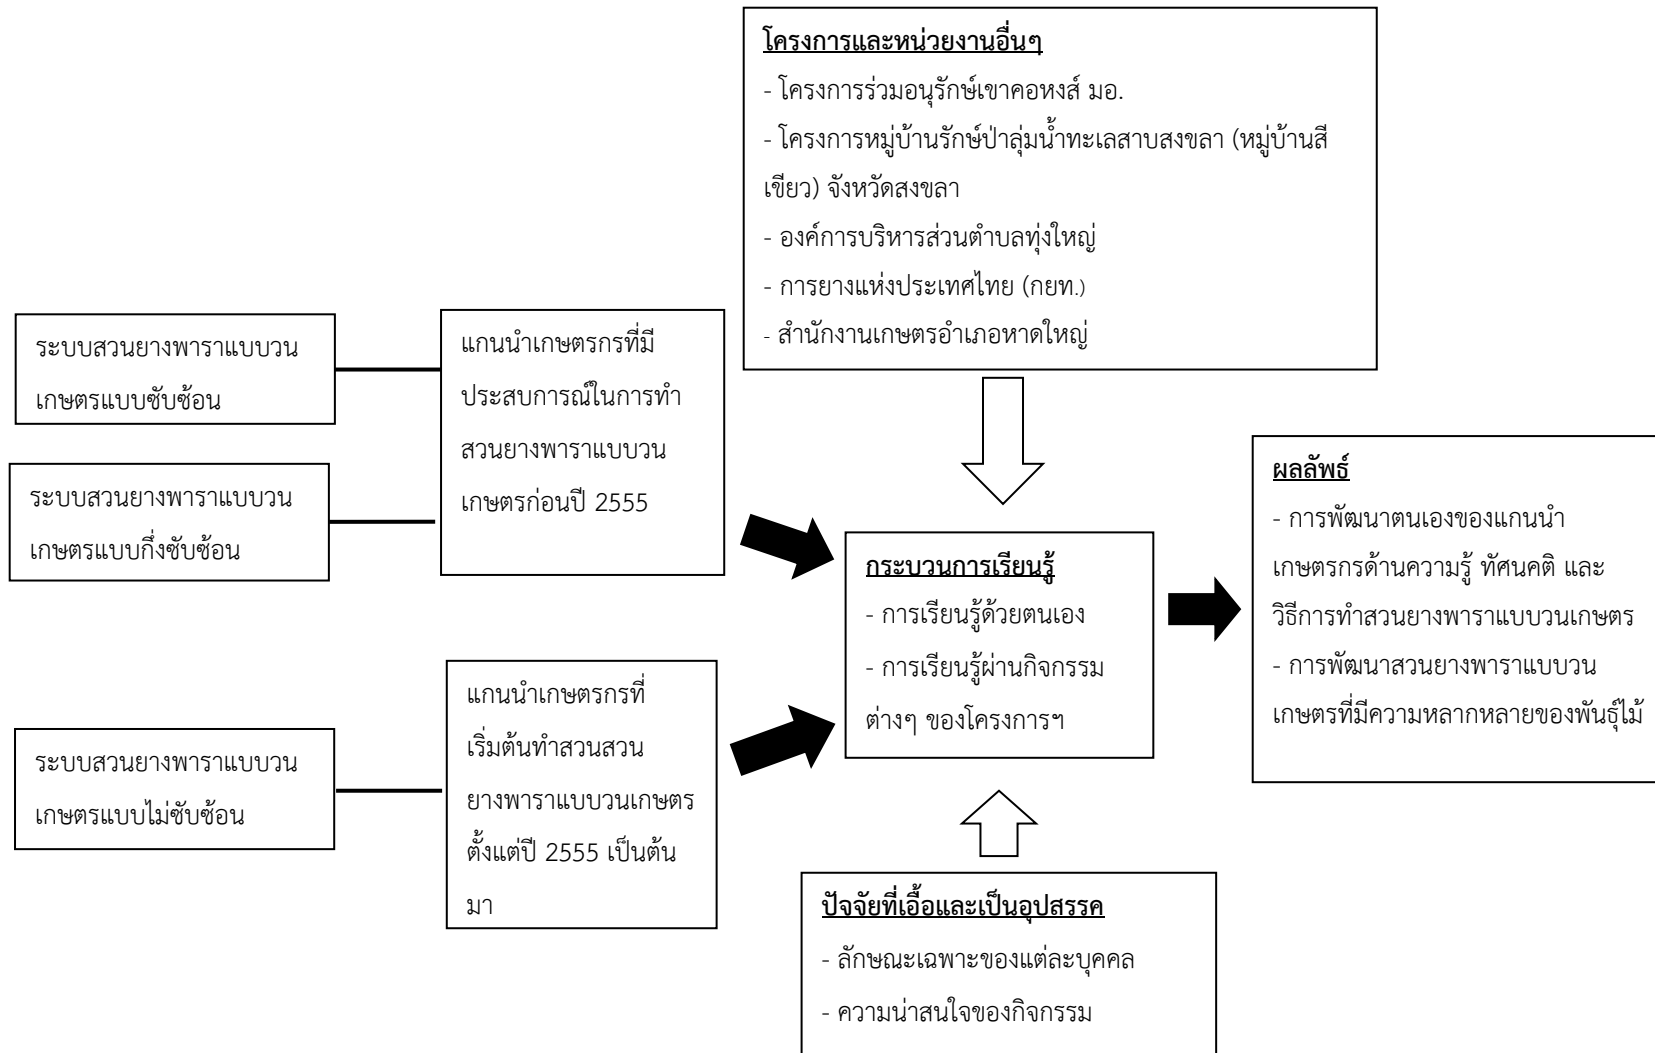 โครงการและหน่วยงานอื่นๆ
- โครงการร่วมอนุรักษ์เขาคอหงส์ มอ.
- โครงการหมู่บ้านรักษ์ป่าลุ่มน้ำทะเลสาบสงขลา (หมู่บ้านสี
เขียว) จังหวัดสงขลา
- องค์การบริหารส่วนตำบลทุ่งใหญ่
- การยางแห่งประเทศไทย (กยท.)
- สำนักงานเกษตรอำเภอหาดใหญ่
ระบบสวนยางพาราแบบวน
เกษตรแบบซับซ้อน
ระบบสวนยางพาราแบบวน
เกษตรแบบกึ่งซับซ้อน
แกนนำเกษตรกรที่มี
ประสบการณ์ในการทำ
สวนยางพาราแบบวน
เกษตรก่อนปี 2555
ระบบสวนยางพาราแบบวน
เกษตรแบบไม่ซับซ้อน
แกนนำเกษตรกรที่
เริ่มต้นทำสวนสวน
ยางพาราแบบวนเกษตร
ตั้งแต่ปี 2555 เป็นต้น
มา
กระบวนการเรียนรู้
- การเรียนรู้ด้วยตนเอง
- การเรียนรู้ผ่านกิจกรรม
ต่างๆ ของโครงการฯ
ผลลัพธ์
- การพัฒนาตนเองของแกนนำ
เกษตรกรด้านความรู้ ทัศนคติ และ
วิธีการทำสวนยางพาราแบบวนเกษตร
- การพัฒนาสวนยางพาราแบบวน
เกษตรที่มีความหลากหลายของพันธุ์ไม้
ปัจจัยที่เอื้อและเป็นอุปสรรค
- ลักษณะเฉพาะของแต่ละบุคคล
- ความน่าสนใจของกิจกรรม